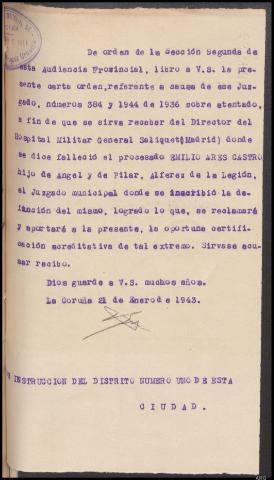 De orden de la Sección Segunda de
esta Audiencia Provincial, libro a V.S. la pre-
sente carta orden,referente a causa de ese Juz-
gado, números 384 y 1944 de 1936 sobre atentado,
a fin de que se sirva recabar del Director del
Hospital Militar General Saliquet(Madrid) donde
se dice falleció el procesado EMILIO ARES CASTRO
hijo de Angel y de Pilar, Alferez de la Legión,
el Juzgado municipal donde se inscribió la de-
función del mismo, logrado lo que, se reclamará
y aportará a la presente, la oportuna certifi-
cación acreditativa de tal extremo. Sirvase acu-
sar recibo.
Dios guarde a V.S. muchos años.
La Coruña 21 de Enerode 1943.
INSTRUCCION DEL DISTRITO NUMERO UNO DE ESTA
CIUDAD.